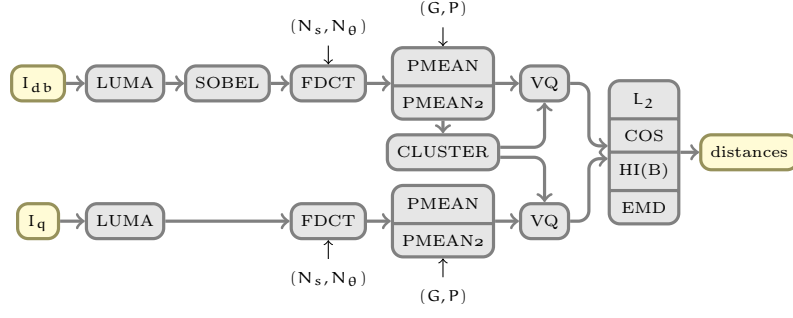 (G, P)
(N_s, N_θ)
I_db
LUMA
SOBEL
FDCT
PMEAN
PMEAN2
VQ
CLUSTER
L_2
COS
HI(B)
EMD
distances
I_q
LUMA
FDCT
PMEAN
PMEAN2
VQ
(N_s, N_θ)
(G, P)